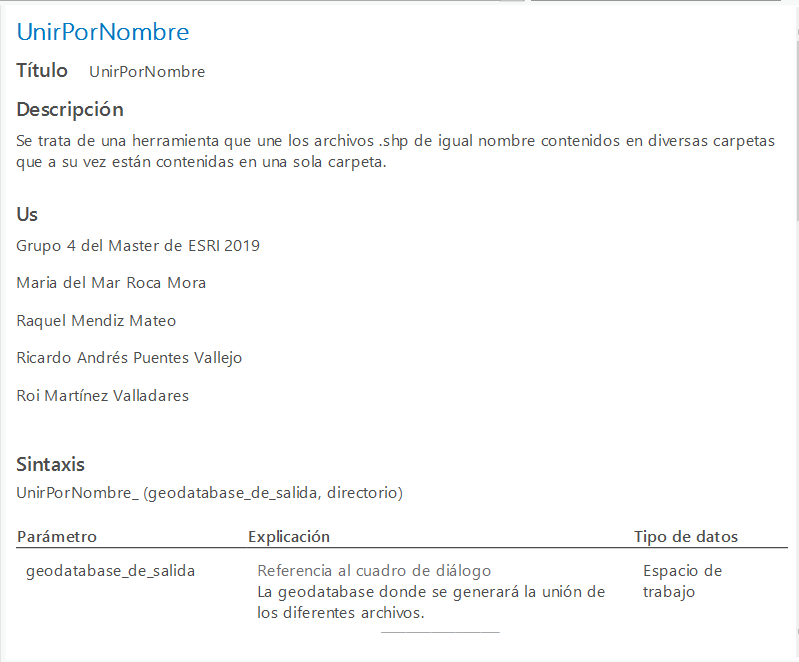 UnirPorNombre
Título UnirPorNombre
Descripción
Se trata de una herramienta que une los archivos .shp de igual nombre contenidos en diversas carpetas
que a su vez están contenidas en una sola carpeta.
Us
Grupo 4 del Master de ESRI 2019
Maria del Mar Roca Mora
Raquel Mendiz Mateo
Ricardo Andrés Puentes Vallejo
Roi Martínez Valladares
Sintaxis
UnirPorNombre_ (geodatabase_de_salida, directorio)
Parámetro Explicación Tipo de datos
geodatabase_de_salida Referencia al cuadro de diálogo Espacio de
La geodatabase donde se generará la unión de trabajo
los diferentes archivos.